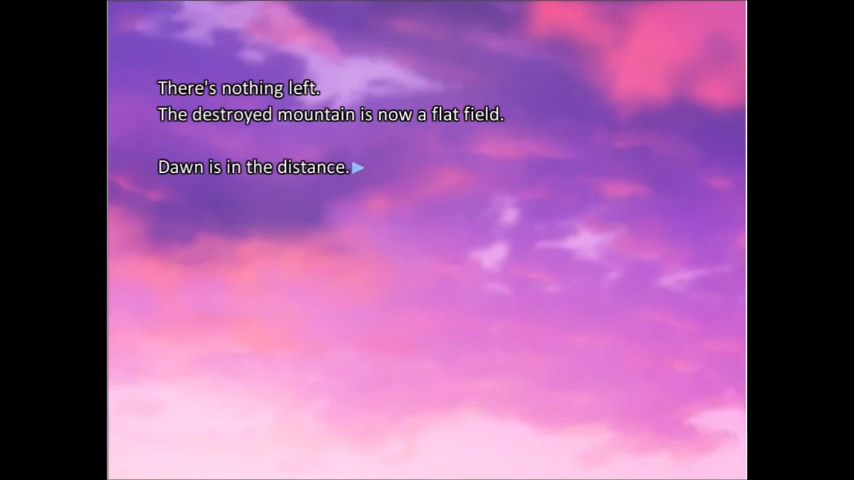 There's nothing left.
The destroyed mountain is now a flat field.
Dawn is in the distance.